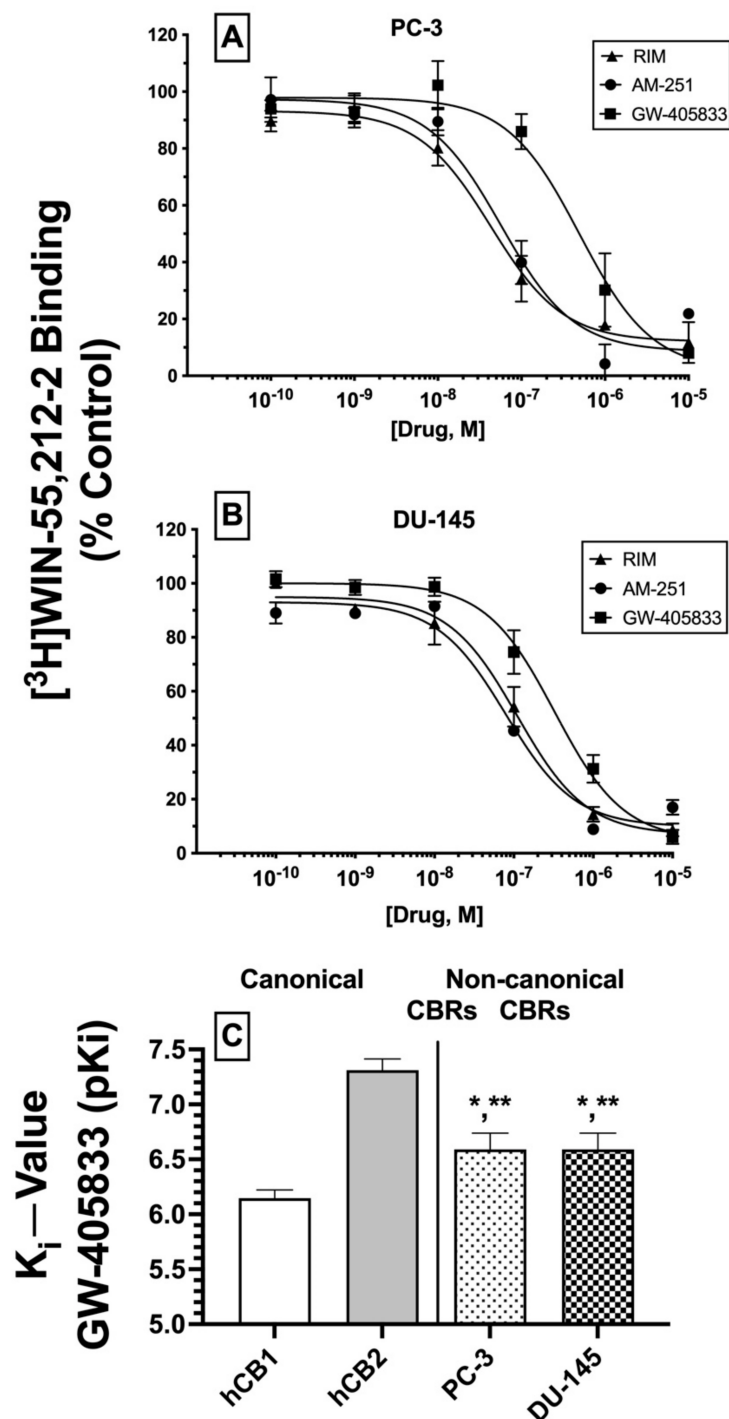 [³H]WIN-55,212-2 Binding
(% Control)
A
PC-3
RIM
AM-251
GW-405833
120
100
80
60
40
20
0
10⁻¹⁰ 10⁻⁹ 10⁻⁸ 10⁻⁷ 10⁻⁶ 10⁻⁵
[Drug, M]
B
DU-145
RIM
AM-251
GW-405833
120
100
80
60
40
20
0
10⁻¹⁰ 10⁻⁹ 10⁻⁸ 10⁻⁷ 10⁻⁶ 10⁻⁵
[Drug, M]
Canonical Non-canonical
CBRs CBRs
C
Kᵢ—Value
GW-405833 (pKi)
7.5
7.0
6.5
6.0
5.5
5.0
*,** *,**
hCB1 hCB2 PC-3 DU-145